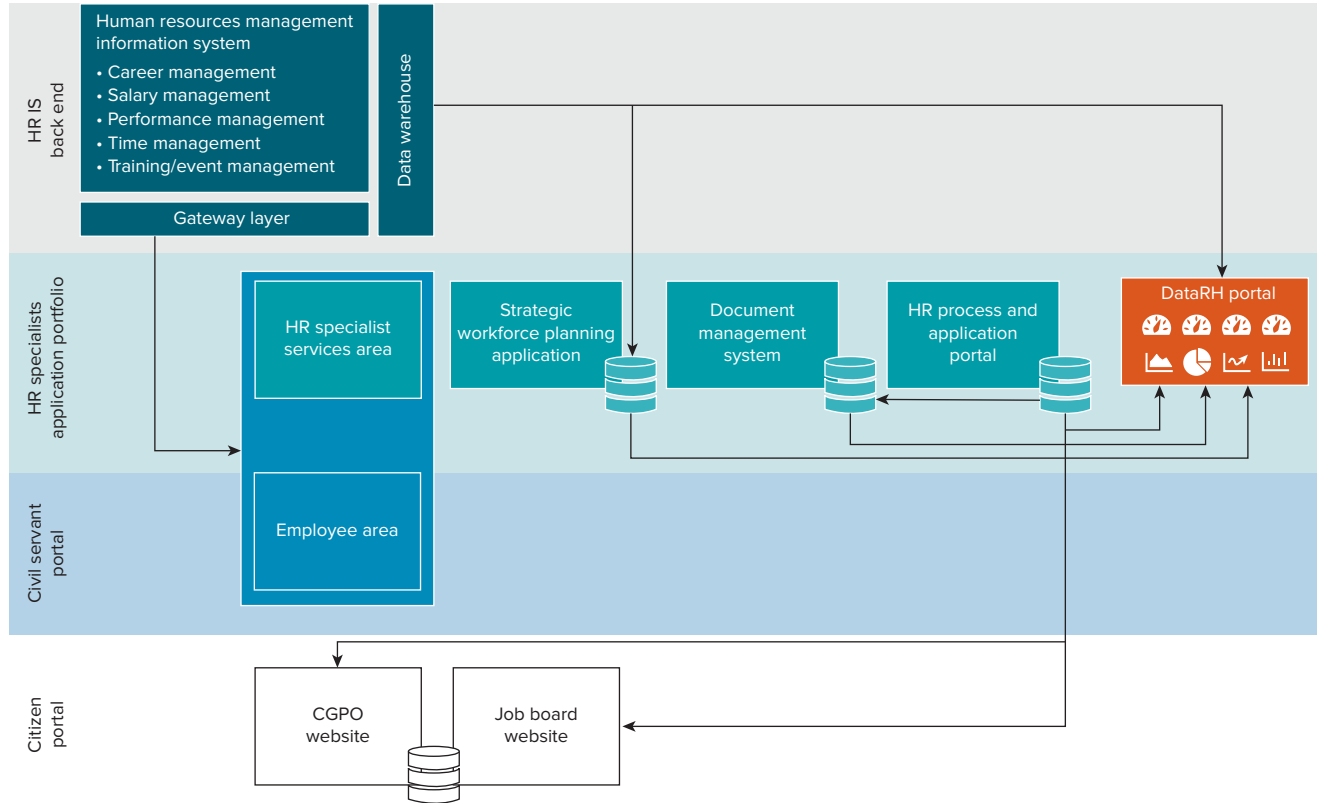 HR IS
back end
Human resources management
information system
• Career management
• Salary management
• Performance management
• Time management
• Training/event management
Gateway layer
Data warehouse
HR specialists
application portfolio
HR specialist
services area
Strategic
workforce planning
application
Document
management
system
HR process and
application
portal
DataRH portal
Civil servant
portal
Employee area
Citizen
portal
CGPO
website
Job board
website